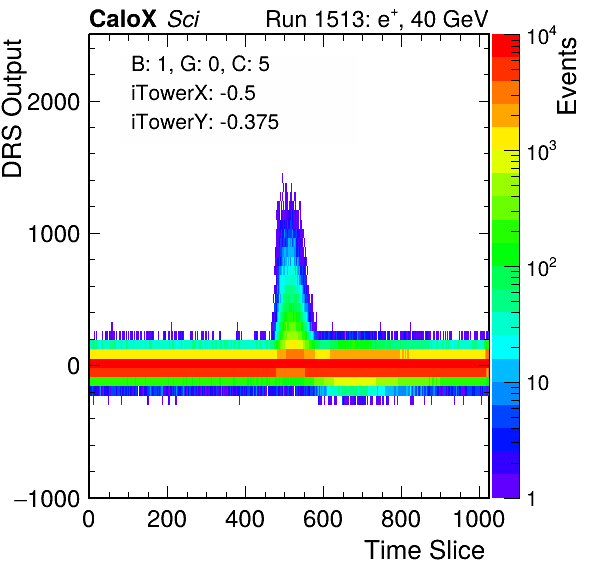 CaloX Sci
Run 1513: e⁺, 40 GeV
B: 1, G: 0, C: 5
iTowerX: -0.5
iTowerY: -0.375
DRS Output
2000
1000
0
−1000
0 200 400 600 800 1000
Time Slice
10⁴
10³
10²
10
1
Events